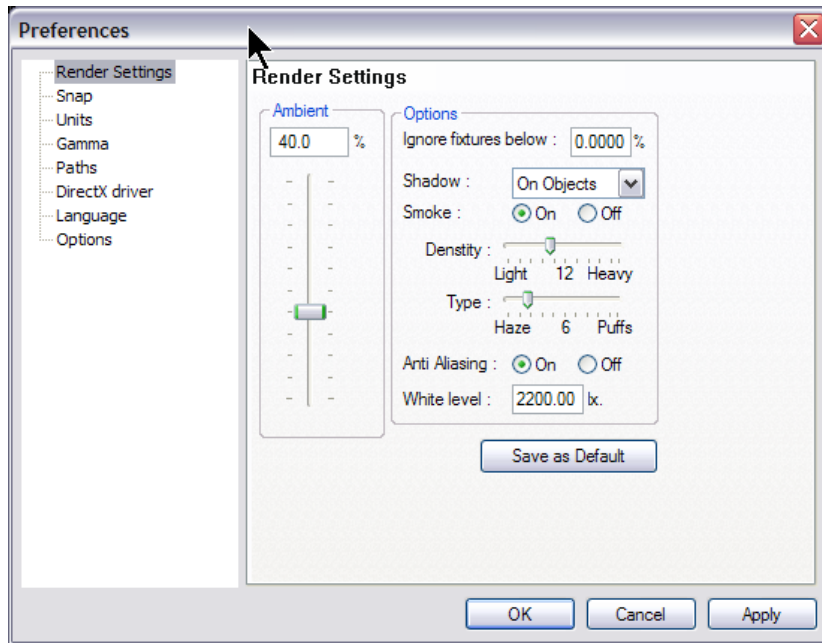 Preferences
Render Settings
Snap
Units
Gamma
Paths
DirectX driver
Language
Options
Render Settings
Ambient
40.0 %
Options
Ignore fixtures below : 0.0000 %
Shadow : On Objects
Smoke : On Off
Denstity :
Light 12 Heavy
Type :
Haze 6 Puffs
Anti Aliasing : On Off
White level : 2200.00 lx.
Save as Default
OK Cancel Apply